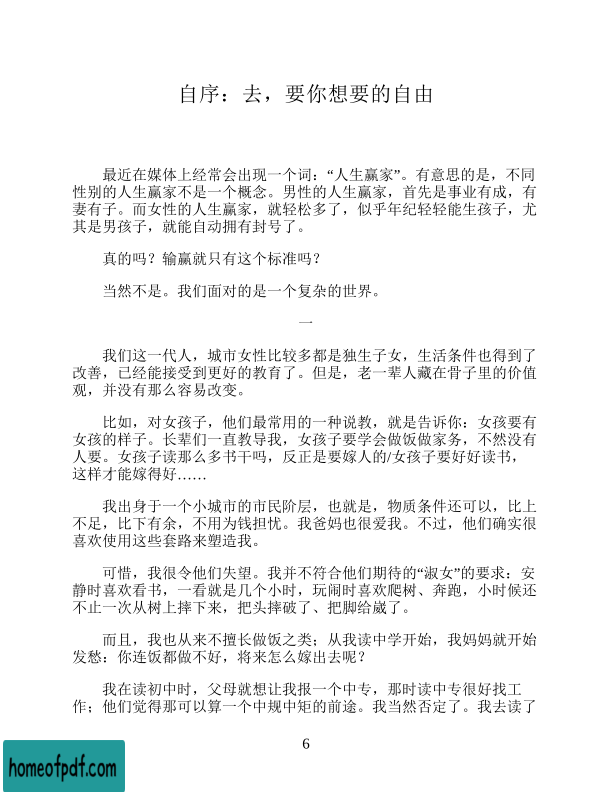 自序：去，要你想要的自由
最近在媒体上经常会出现一个词：“人生赢家”。有意思的是，不同
性别的人生赢家不是一个概念。男性的人生赢家，首先是事业有成，有
妻有子。而女性的人生赢家，就轻松多了，似乎年纪轻轻能生孩子，尤
其是男孩子，就能自动拥有封号了。
真的吗？输赢就只有这个标准吗？
当然不是。我们面对的是一个复杂的世界。
一
我们这一代人，城市女性比较多都是独生子女，生活条件也得到了
改善，已经能接受到更好的教育了。但是，老一辈人藏在骨子里的价值
观，并没有那么容易改变。
比如，对女孩子，他们最常用的一种说教，就是告诉你：女孩要有
女孩的样子。长辈们一直教导我，女孩子要学会做饭做家务，不然没有
人要。女孩子读那么多书干吗，反正是要嫁人的/女孩子要好好读书，
这样才能嫁得好……
我出身于一个小城市的市民阶层，也就是，物质条件还可以，比上
不足，比下有余，不用为钱担忧。我爸妈也很爱我。不过，他们确实很
喜欢使用这些套路来塑造我。
可惜，我很令他们失望。我并不符合他们期待的“淑女”的要求：安
静时喜欢看书，一看就是几个小时，玩闹时喜欢爬树、奔跑，小时候还
不止一次从树上摔下来，把头摔破了、把脚给崴了。
而且，我也从来不擅长做饭之类；从我读中学开始，我妈妈就开始
发愁：你连饭都做不好，将来怎么嫁出去呢？
我在读初中时，父母就想让我报一个中专，那时读中专很好找工
作；他们觉得那可以算一个中规中矩的前途。我当然否定了。我去读了
6
homeofpdf.com